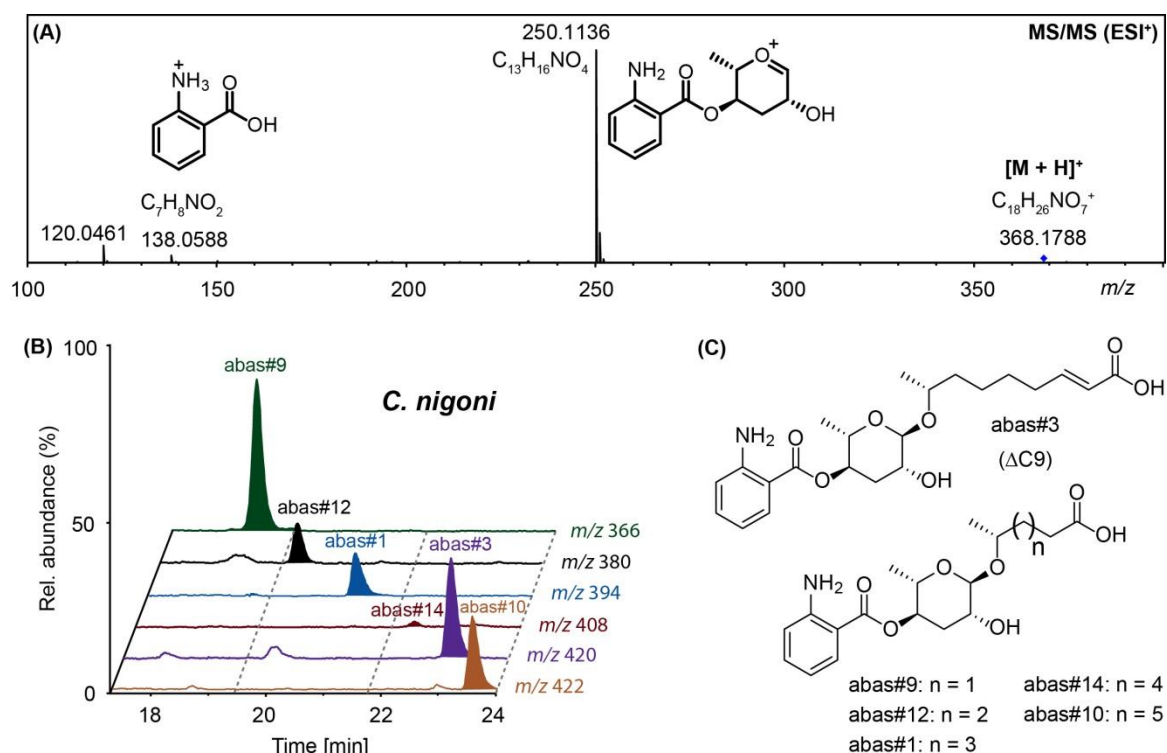 (A)
250.1136
C13H16NO4
MS/MS (ESI+)
+
NH3
O
OH
C7H8NO2
NH2
O
O
O+
OH
[M + H]+
C18H26NO7+
120.0461
138.0588
368.1788
100
150
200
250
300
350
m/z
(B)
100
50
0
Rel. abundance (%)
C. nigoni
abas#9
abas#12
abas#1
abas#3
abas#14
abas#10
m/z 366
m/z 380
m/z 394
m/z 408
m/z 420
m/z 422
18
20
22
24
Time [min]
(C)
O
OH
O
O
O
NH2
O
OH
abas#3
(ΔC9)
O
OH
n
O
O
O
NH2
O
OH
abas#9: n = 1
abas#14: n = 4
abas#12: n = 2
abas#10: n = 5
abas#1: n = 3